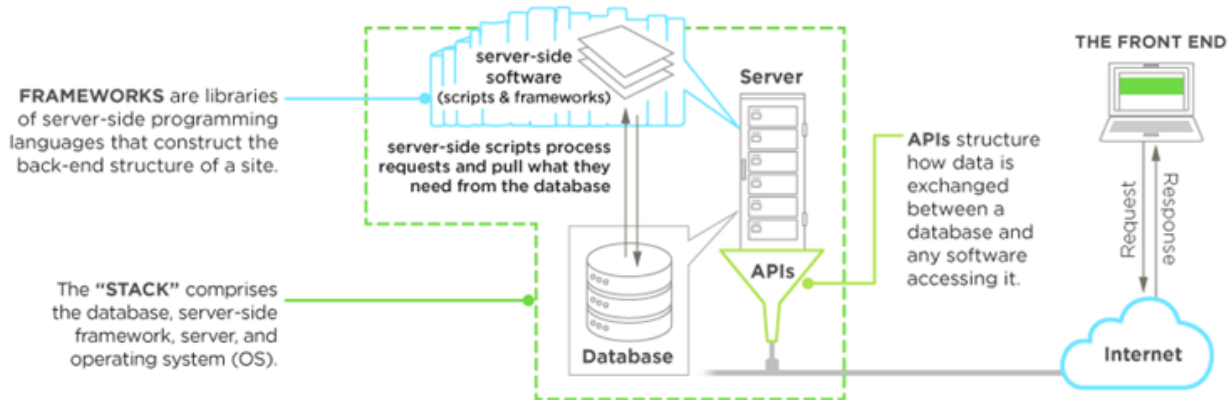 FRAMEWORKS are libraries
of server-side programming
languages that construct the
back-end structure of a site.
The “STACK” comprises
the database, server-side
framework, server, and
operating system (OS).
server-side
software
(scripts & frameworks)
server-side scripts process
requests and pull what they
need from the database
Database
Server
APIs
APIs structure
how data is
exchanged
between a
database and
any software
accessing it.
THE FRONT END
Request
Response
Internet